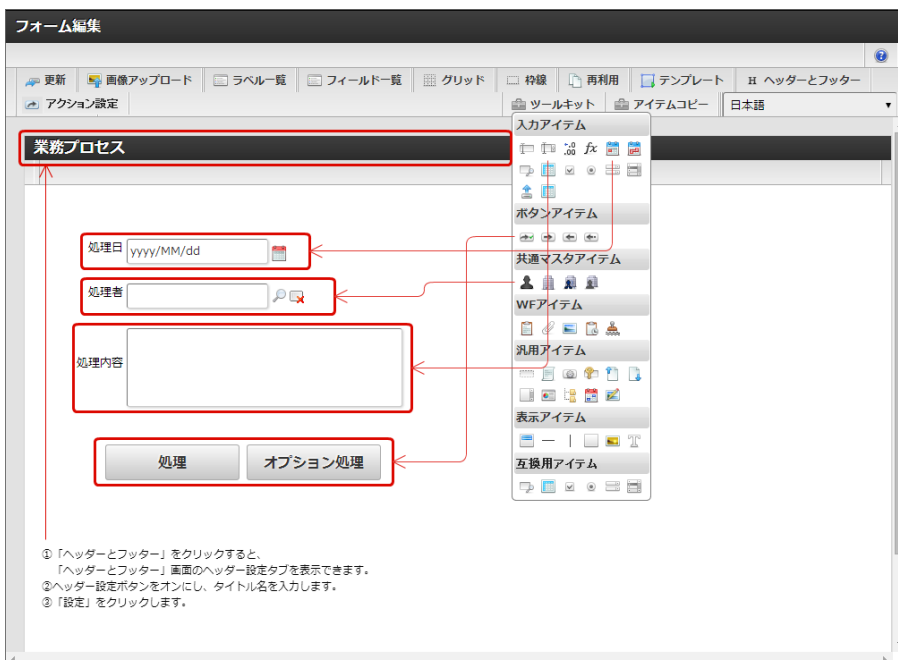 フォーム編集
更新 画像アップロード ラベル一覧 フィールド一覧 グリッド 枠線 再利用 テンプレート H ヘッダーとフッター
アクション設定 ツールキット アイテムコピー 日本語
入力アイテム
業務プロセス
fx
ボタンアイテム
処理日 yyyy/MM/dd
共通マスタアイテム
処理者
WFアイテム
汎用アイテム
処理内容
表示アイテム
処理 オプション処理
互換用アイテム
①「ヘッダーとフッター」をクリックすると、
「ヘッダーとフッター」画面のヘッダー設定タブを表示できます。
②ヘッダー設定ボタンをオンにし、タイトル名を入力します。
③「設定」をクリックします。